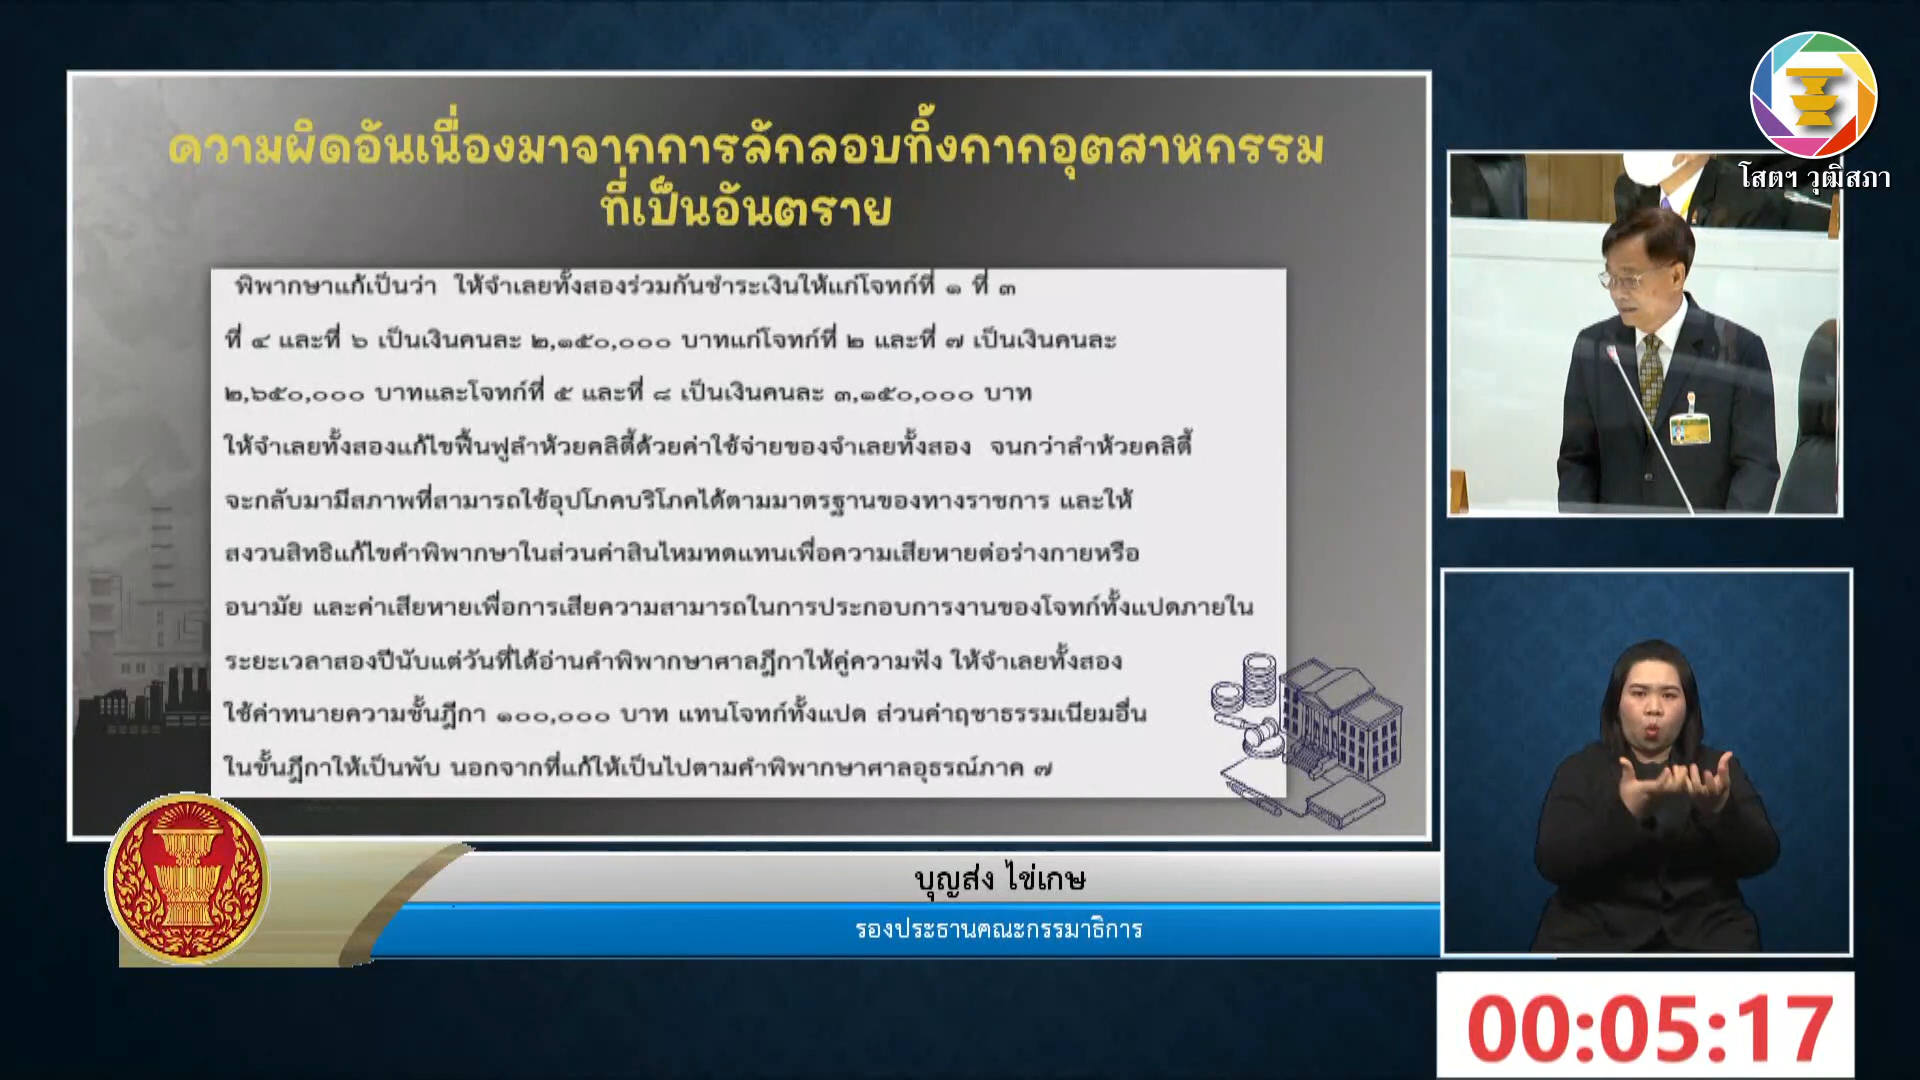 โสตฯ วุฒิสภา
ความผิดอันเนื่องมาจากการลักลอบทิ้งกากอุตสาหกรรม
ที่เป็นอันตราย
พิพากษาแก้เป็นว่า ให้จำเลยทั้งสองร่วมกันชำระเงินให้แก่โจทก์ที่ ๑ ที่ ๓
ที่ ๔ และที่ ๖ เป็นเงินคนละ ๒,๑๕๐,๐๐๐ บาทแก่โจทก์ที่ ๒ และที่ ๗ เป็นเงินคนละ
๒,๖๕๐,๐๐๐ บาทและโจทก์ที่ ๕ และที่ ๘ เป็นเงินคนละ ๓,๑๕๐,๐๐๐ บาท
ให้จำเลยทั้งสองแก้ไขฟื้นฟูลำห้วยคลิตี้ด้วยค่าใช้จ่ายของจำเลยทั้งสอง จนกว่าลำห้วยคลิตี้
จะกลับมามีสภาพที่สามารถใช้อุปโภคบริโภคได้ตามมาตรฐานของทางราชการ และให้
สงวนสิทธิแก้ไขคำพิพากษาในส่วนค่าสินไหมทดแทนเพื่อความเสียหายต่อร่างกายหรือ
อนามัย และค่าเสียหายเพื่อการเสียความสามารถในการประกอบการงานของโจทก์ทั้งแปดภายใน
ระยะเวลาสองปีนับแต่วันที่ได้อ่านคำพิพากษาศาลฎีกาให้คู่ความฟัง ให้จำเลยทั้งสอง
ใช้ค่าทนายความชั้นฎีกา ๑๐๐,๐๐๐ บาท แทนโจทก์ทั้งแปด ส่วนค่าฤชาธรรมเนียมอื่น
ในชั้นฎีกาให้เป็นพับ นอกจากที่แก้ให้เป็นไปตามคำพิพากษาศาลอุธรณ์ภาค ๗
บุญส่ง ไข่เกษ
รองประธานคณะกรรมาธิการ
00:05:17